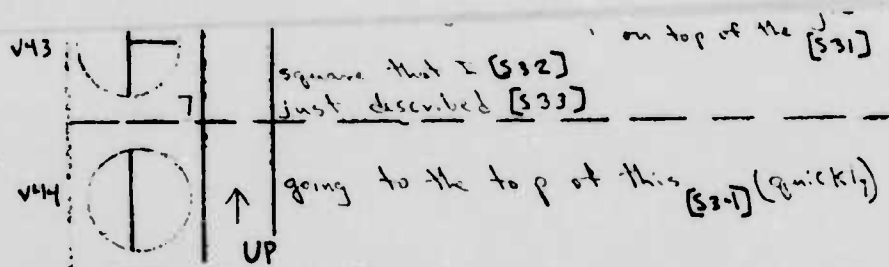 V43 on top of the [S31]
square that I [S32]
7 just described [S33]
V44 going to the top of this [S34] (quickly)
UP